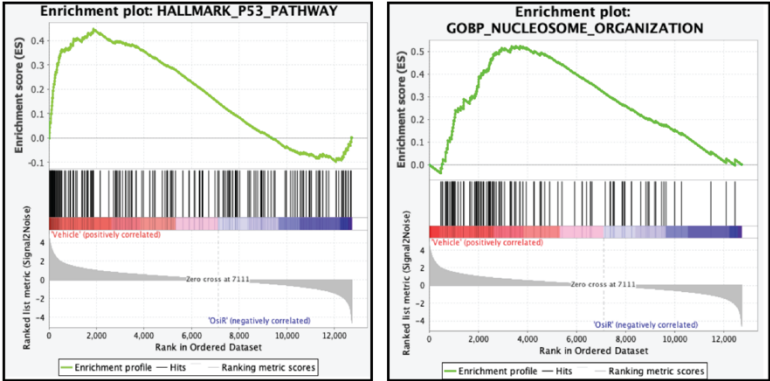 Enrichment plot: HALLMARK_P53_PATHWAY
Enrichment score (ES)
0.4
0.3
0.2
0.1
0.0
-0.1
'Vehicle' (positively correlated)
Ranked list metric (Signal2Noise)
4
2
0
-2
-4
Zero cross at 7111
'OsiR' (negatively correlated)
0
2,000
4,000
6,000
8,000
10,000
12,000
Rank in Ordered Dataset
Enrichment profile
Hits
Ranking metric scores
Enrichment plot:
GOBP_NUCLEOSOME_ORGANIZATION
Enrichment score (ES)
0.5
0.4
0.3
0.2
0.1
0.0
'Vehicle' (positively correlated)
Ranked list metric (Signal2Noise)
4
2
0
-2
-4
Zero cross at 7111
'OsiR' (negatively correlated)
0
2,000
4,000
6,000
8,000
10,000
12,000
Rank in Ordered Dataset
Enrichment profile
Hits
Ranking metric scores